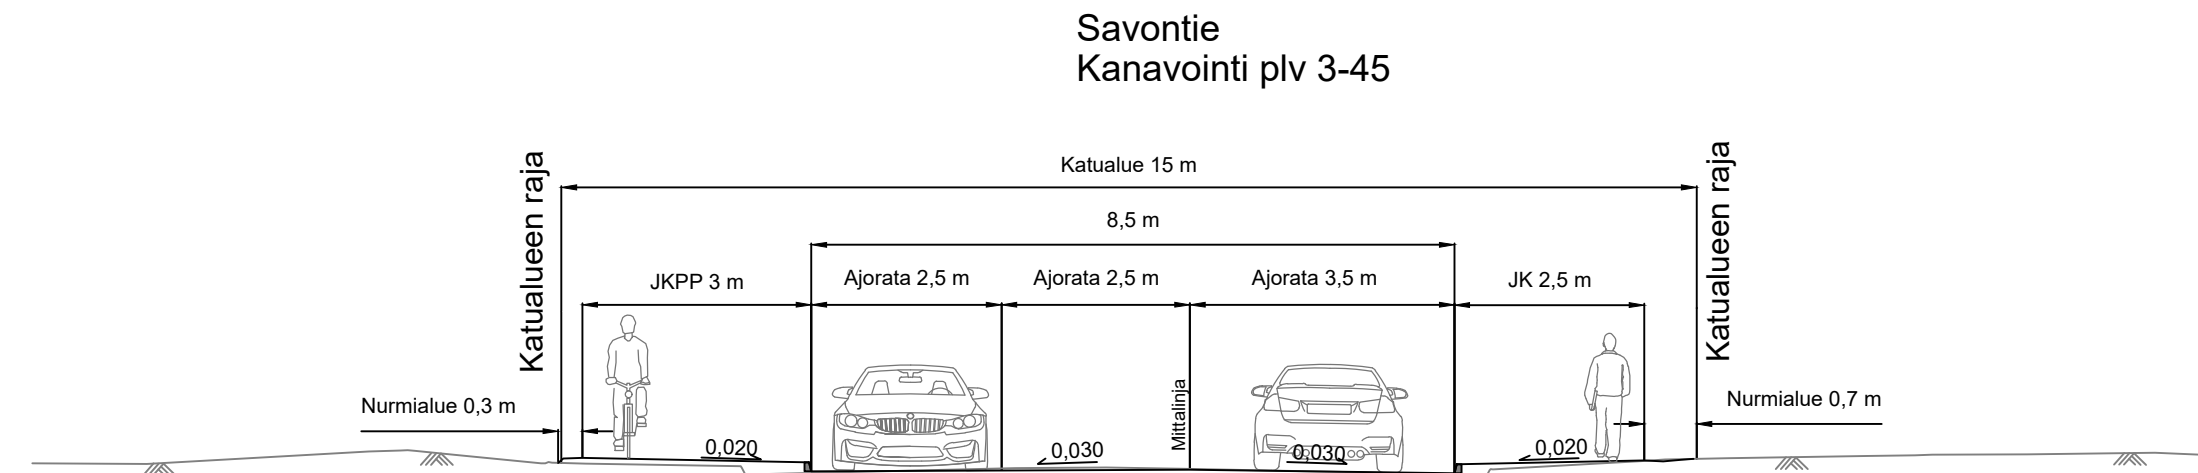 Savontie
Kanavointi plv 3-45
Katualueen raja
Katualue 15 m
Katualueen raja
8,5 m
JKPP 3 m
Ajorata 2,5 m
Ajorata 2,5 m
Ajorata 3,5 m
JK 2,5 m
Nurmialue 0,3 m
Mittalinja
Nurmialue 0,7 m
0,020
0,030
0,030
0,020